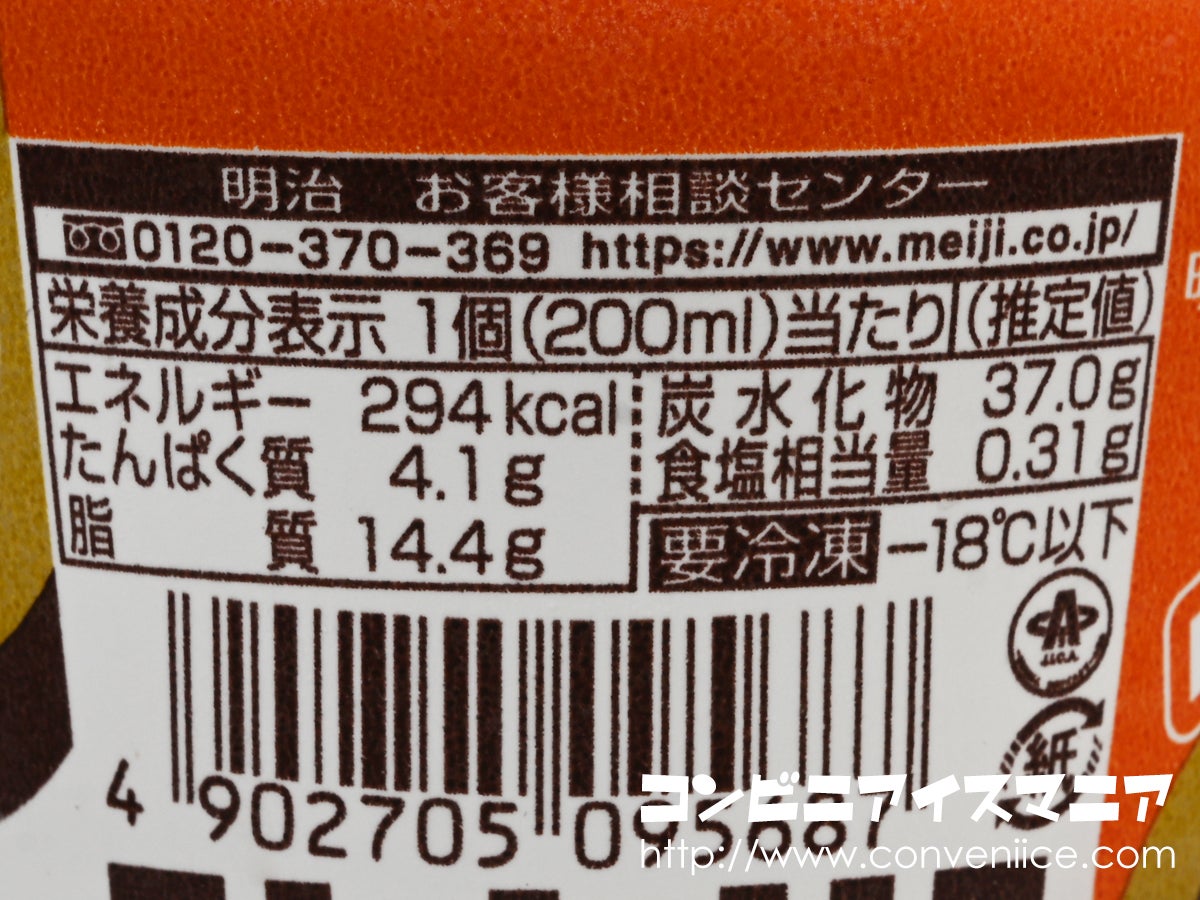 明治 お客様相談センター
0120-370-369 https://www.meiji.co.jp/
栄養成分表示 1個(200ml)当たり (推定値)
エネルギー 294kcal
たんぱく質 4.1g
脂質 14.4g
炭水化物 37.0g
食塩相当量 0.31g
要冷凍 -18℃以下
紙
4 902705
コンビニアイスマニア
http://www.conveniice.com